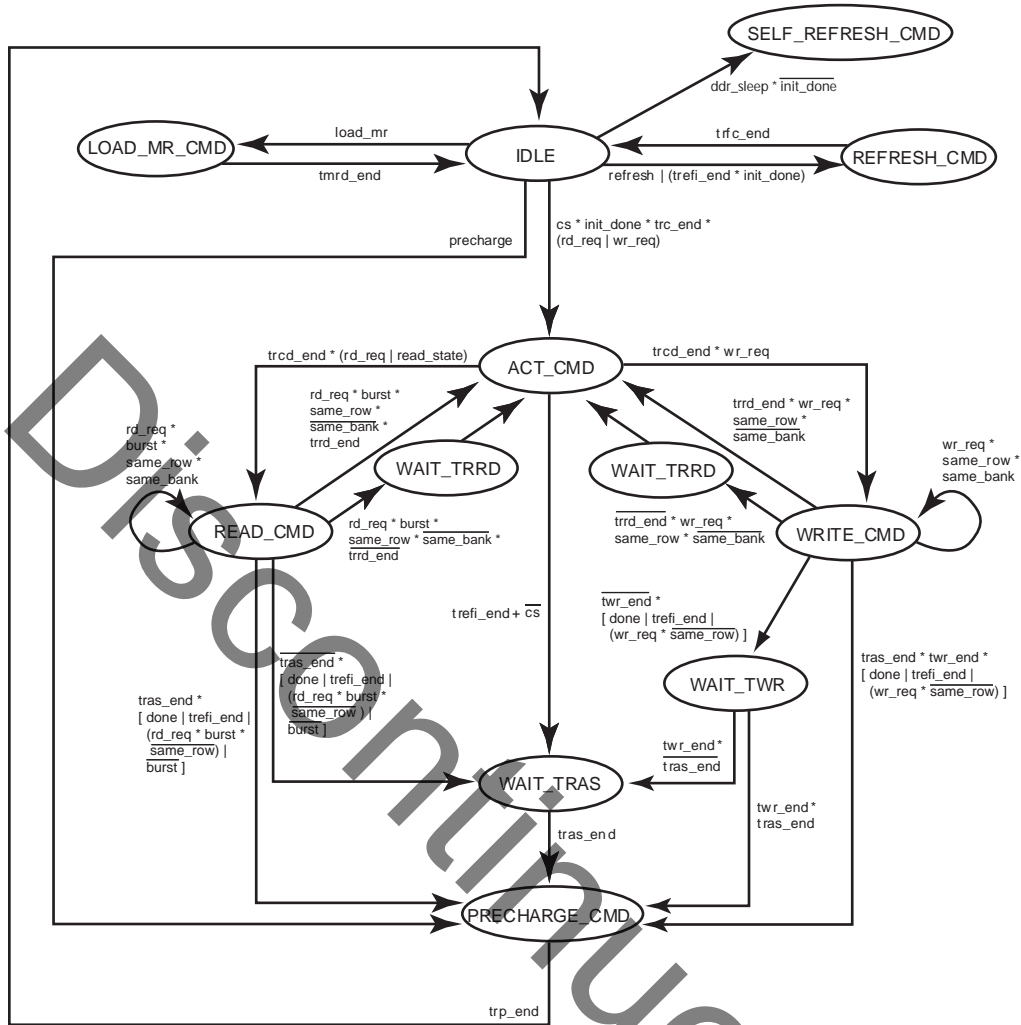 SELF_REFRESH_CMD
ddr_sleep * init_done
load_mr
trfc_end
LOAD_MR_CMD
IDLE
REFRESH_CMD
tmrd_end
refresh | (trefi_end * init_done)
precharge
cs * init_done * trc_end *
(rd_req | wr_req)
trcd_end * (rd_req | read_state)
ACT_CMD
trcd_end * wr_req
rd_req * burst *
same_row *
same_bank *
trrd_end
trrd_end * wr_req *
same_row *
same_bank
rd_req *
burst *
same_row *
same_bank
wr_req *
same_row *
same_bank
WAIT_TRRD
WAIT_TRRD
READ_CMD
WRITE_CMD
rd_req * burst *
same_row * same_bank *
trrd_end
trrd_end * wr_req *
same_row * same_bank
trefi_end + cs
twr_end *
[ done | trefi_end |
(wr_req * same_row) ]
tras_end *
[ done | trefi_end |
(rd_req * burst *
same_row ) |
burst ]
tras_end *
[ done | trefi_end |
(rd_req * burst *
same_row) |
burst ]
WAIT_TWR
tras_end * twr_end *
[ done | trefi_end |
(wr_req * same_row) ]
twr_end *
tras_end
WAIT_TRAS
twr_end *
tras_end
tras_end
PRECHARGE_CMD
trp_end
Discontinue